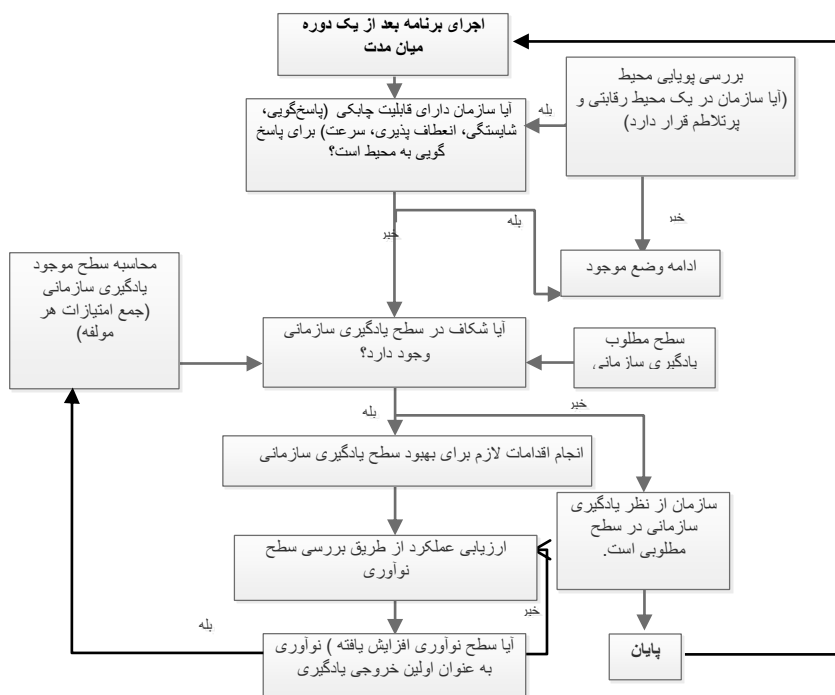 اجرای برنامه بعد از یک دوره
میان مدت
بررسی پویایی محیط
(آیا سازمان در یک محیط رقابتی و
پرتلاطم قرار دارد)
بله
آیا سازمان دارای قابلیت چابکی (پاسخ‌گویی،
شایستگی، انعطاف پذیری، سرعت) برای پاسخ
گویی به محیط است؟
خیر
بله
خیر
ادامه وضع موجود
محاسبه سطح موجود
یادگیری سازمانی
(جمع امتیازات هر
مولفه)
آیا شکاف در سطح یادگیری سازمانی
وجود دارد؟
سطح مطلوب
یادگیری سازمانی
خیر
بله
انجام اقدامات لازم برای بهبود سطح یادگیری سازمانی
سازمان از نظر یادگیری
سازمانی در سطح
مطلوبی است.
ارزیابی عملکرد از طریق بررسی سطح
نوآوری
خیر
بله
آیا سطح نوآوری افزایش یافته ) نوآوری
به عنوان اولین خروجی یادگیری
پایان